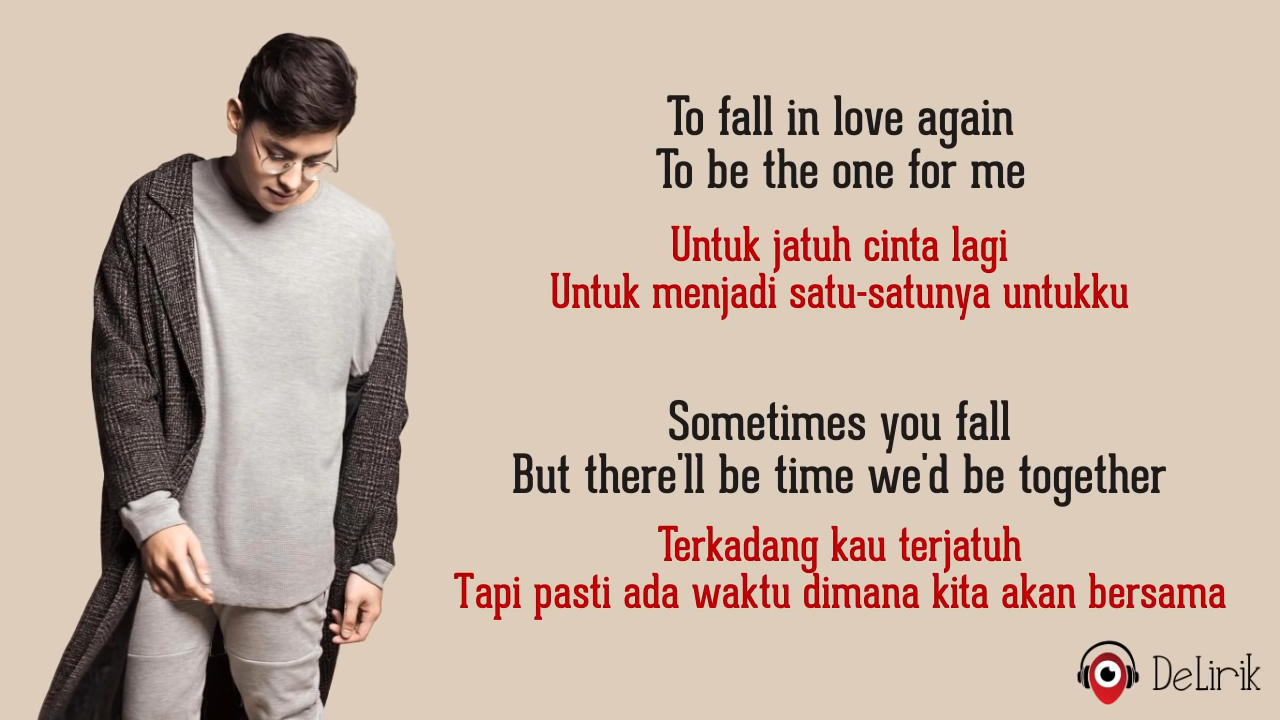 To fall in love again
To be the one for me
Untuk jatuh cinta lagi
Untuk menjadi satu-satunya untukku
Sometimes you fall
But there'll be time we'd be together
Terkadang kau terjatuh
Tapi pasti ada waktu dimana kita akan bersama
DeLirik